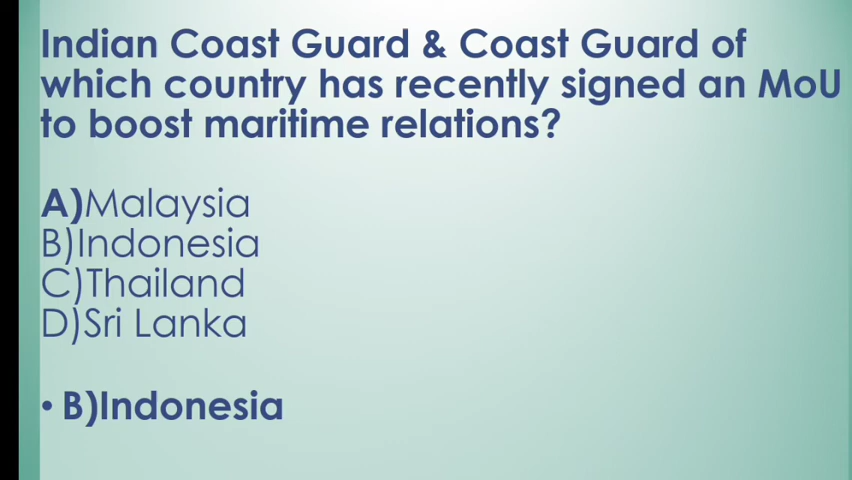 Indian Coast Guard & Coast Guard of
which country has recently signed an MoU
to boost maritime relations?
A)Malaysia
B)Indonesia
C)Thailand
D)Sri Lanka
• B)Indonesia